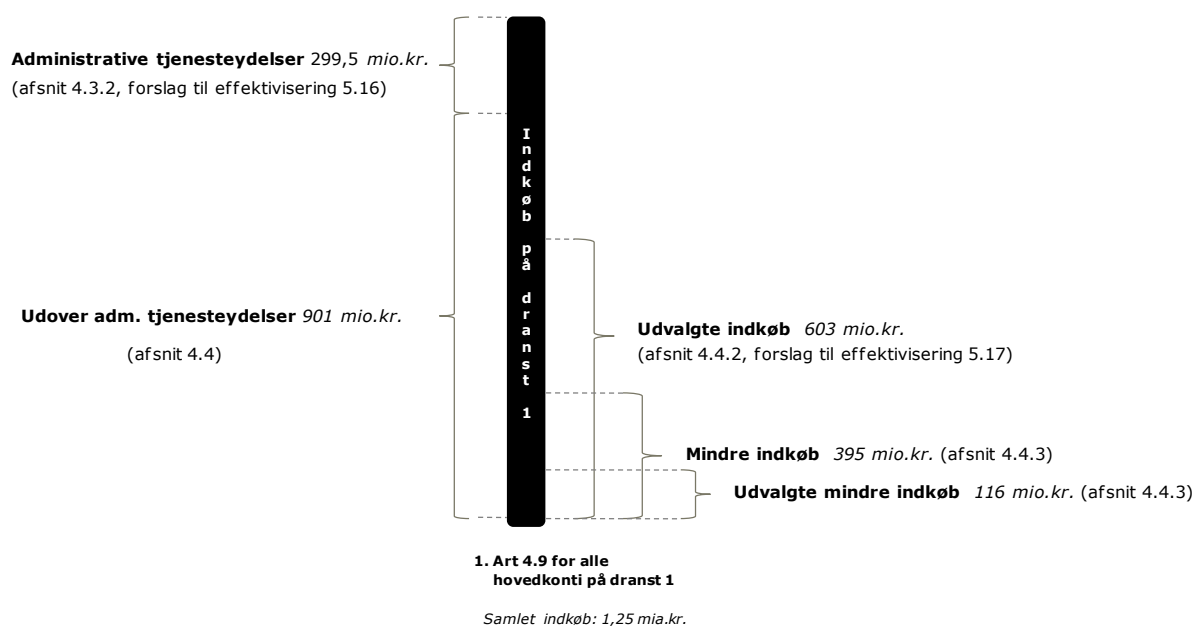 Administrative tjenesteydelser 299,5 mio.kr.
(afsnit 4.3.2, forslag til effektivisering 5.16)
Indkøb på dranst 1
Udover adm. tjenesteydelser 901 mio.kr.
(afsnit 4.4)
Udvalgte indkøb 603 mio.kr.
(afsnit 4.4.2, forslag til effektivisering 5.17)
Mindre indkøb 395 mio.kr. (afsnit 4.4.3)
Udvalgte mindre indkøb 116 mio.kr. (afsnit 4.4.3)
1. Art 4.9 for alle
hovedkonti på dranst 1
Samlet indkøb: 1,25 mia.kr.